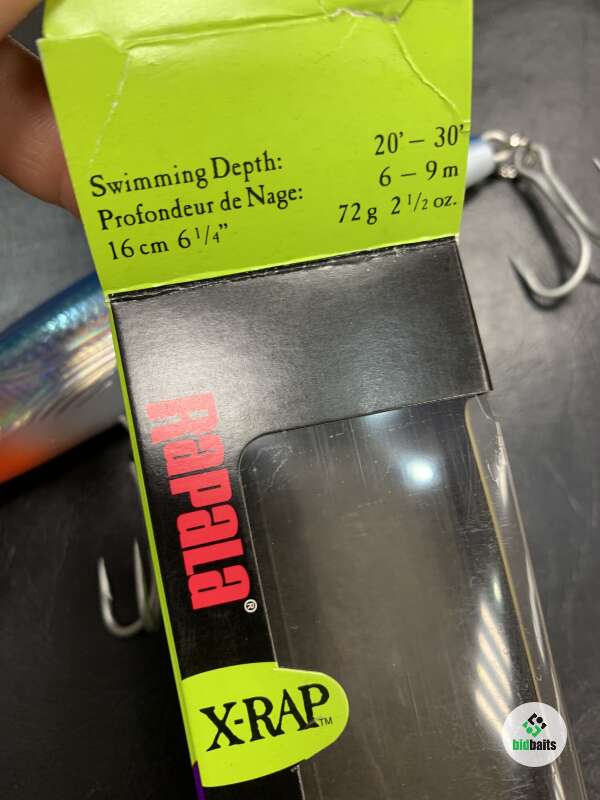 Swimming Depth: 20' – 30'
Profondeur de Nage: 6 – 9 m
16 cm 6 1/4" 72 g 2 1/2 oz.
RAPALA®
X-RAP™
bidbaits